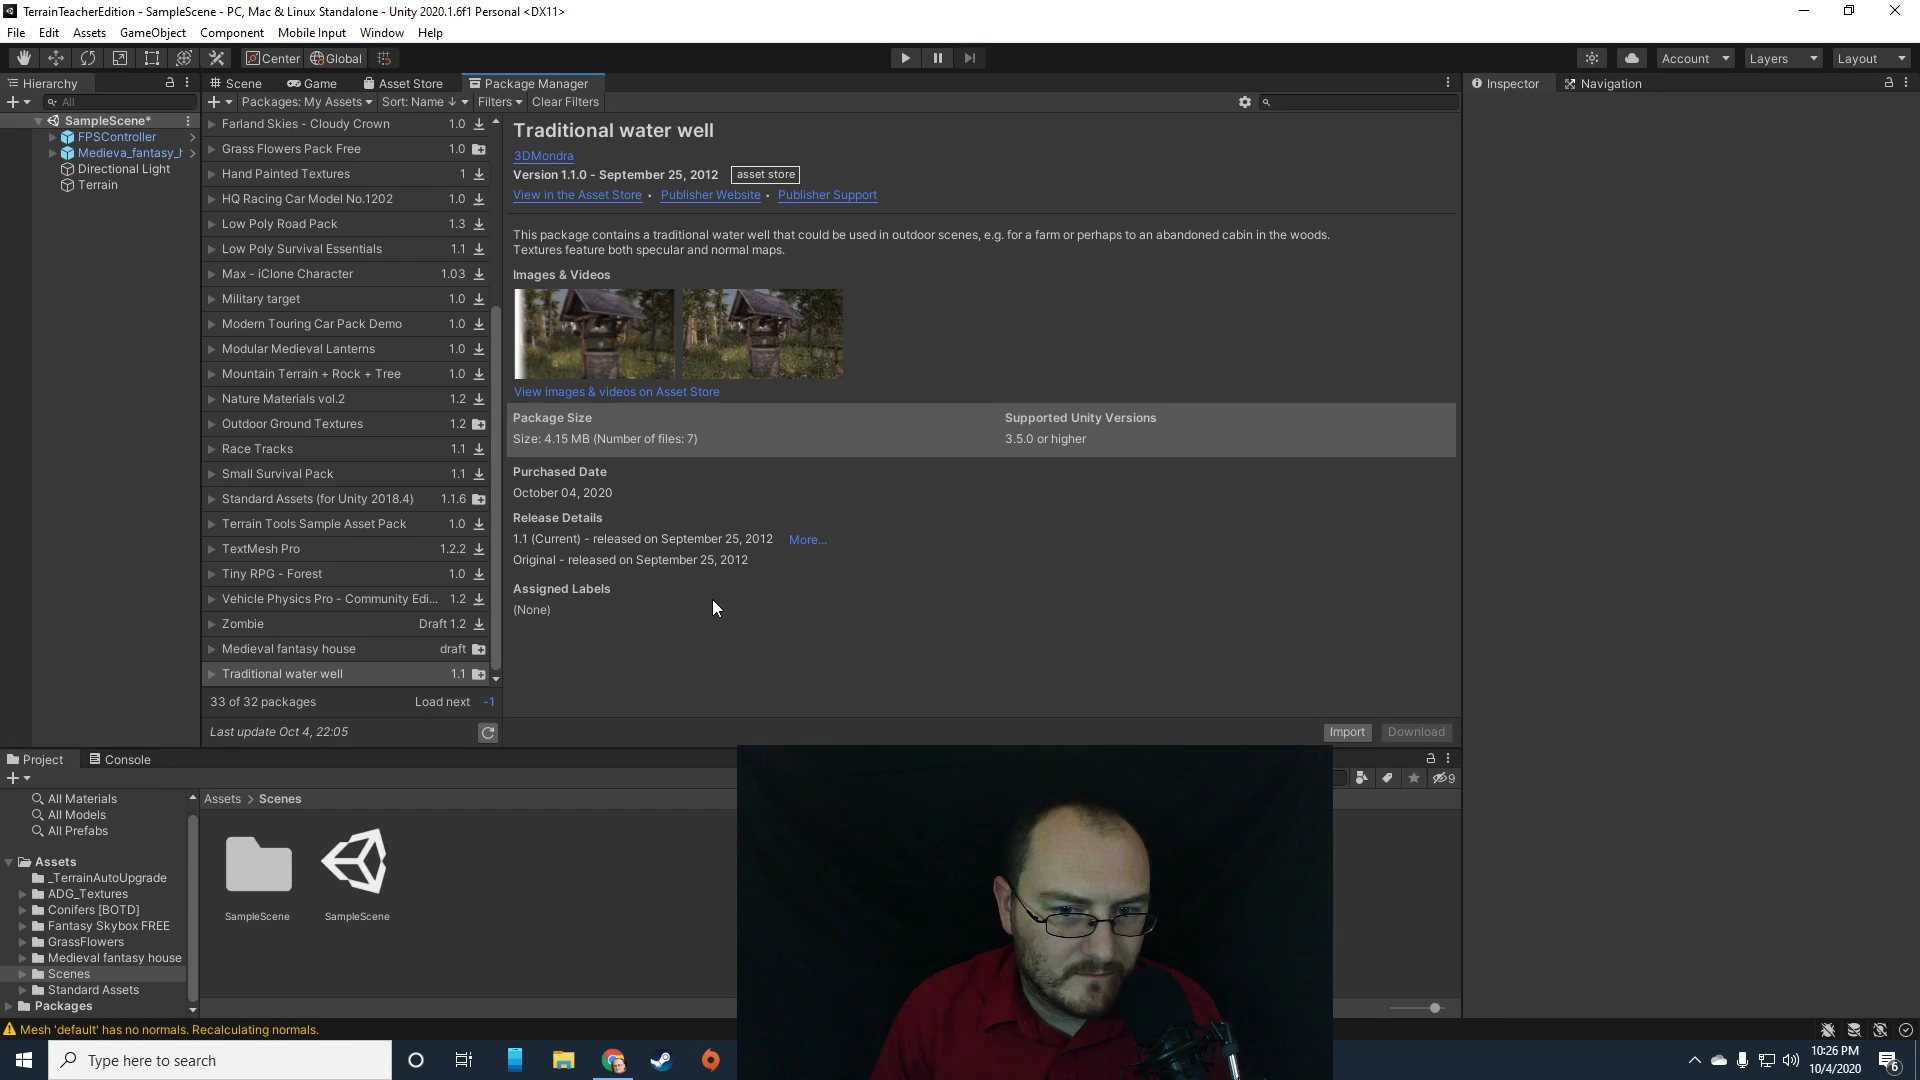 TerrainTeacherEdition - SampleScene - PC, Mac & Linux Standalone - Unity 2020.1.6f1 Personal <DX11>
File Edit Assets GameObject Component Mobile Input Window Help
Center Global Account Layers Layout
Hierarchy
All
SampleScene*
FPSController
Medieva_fantasy_h
Directional Light
Terrain
Scene Game Asset Store Package Manager
Packages: My Assets Sort: Name ↓ Filters Clear Filters
Farland Skies - Cloudy Crown 1.0
Grass Flowers Pack Free 1.0
Hand Painted Textures 1
HQ Racing Car Model No.1202 1.0
Low Poly Road Pack 1.3
Low Poly Survival Essentials 1.1
Max - iClone Character 1.03
Military target 1.0
Modern Touring Car Pack Demo 1.0
Modular Medieval Lanterns 1.0
Mountain Terrain + Rock + Tree 1.0
Nature Materials vol.2 1.2
Outdoor Ground Textures 1.2
Race Tracks 1.1
Small Survival Pack 1.1
Standard Assets (for Unity 2018.4) 1.1.6
Terrain Tools Sample Asset Pack 1.0
TextMesh Pro 1.2.2
Tiny RPG - Forest 1.0
Vehicle Physics Pro - Community Edi... 1.2
Zombie Draft 1.2
Medieval fantasy house draft
Traditional water well 1.1
33 of 32 packages Load next -1
Last update Oct 4, 22:05
Traditional water well
3DMondra
Version 1.1.0 - September 25, 2012 asset store
View in the Asset Store • Publisher Website • Publisher Support
This package contains a traditional water well that could be used in outdoor scenes, e.g. for a farm or perhaps to an abandoned cabin in the woods.
Textures feature both specular and normal maps.
Images & Videos
View images & videos on Asset Store
Package Size Supported Unity Versions
Size: 4.15 MB (Number of files: 7) 3.5.0 or higher
Purchased Date
October 04, 2020
Release Details
1.1 (Current) - released on September 25, 2012 More...
Original - released on September 25, 2012
Assigned Labels
(None)
Import Download
Inspector Navigation
Project Console
9
All Materials
All Models
All Prefabs
Assets
_TerrainAutoUpgrade
ADG_Textures
Conifers [BOTD]
Fantasy Skybox FREE
GrassFlowers
Medieval fantasy house
Scenes
Standard Assets
Packages
Assets > Scenes
SampleScene SampleScene
Mesh 'default' has no normals. Recalculating normals.
Type here to search
10:26 PM
10/4/2020
6